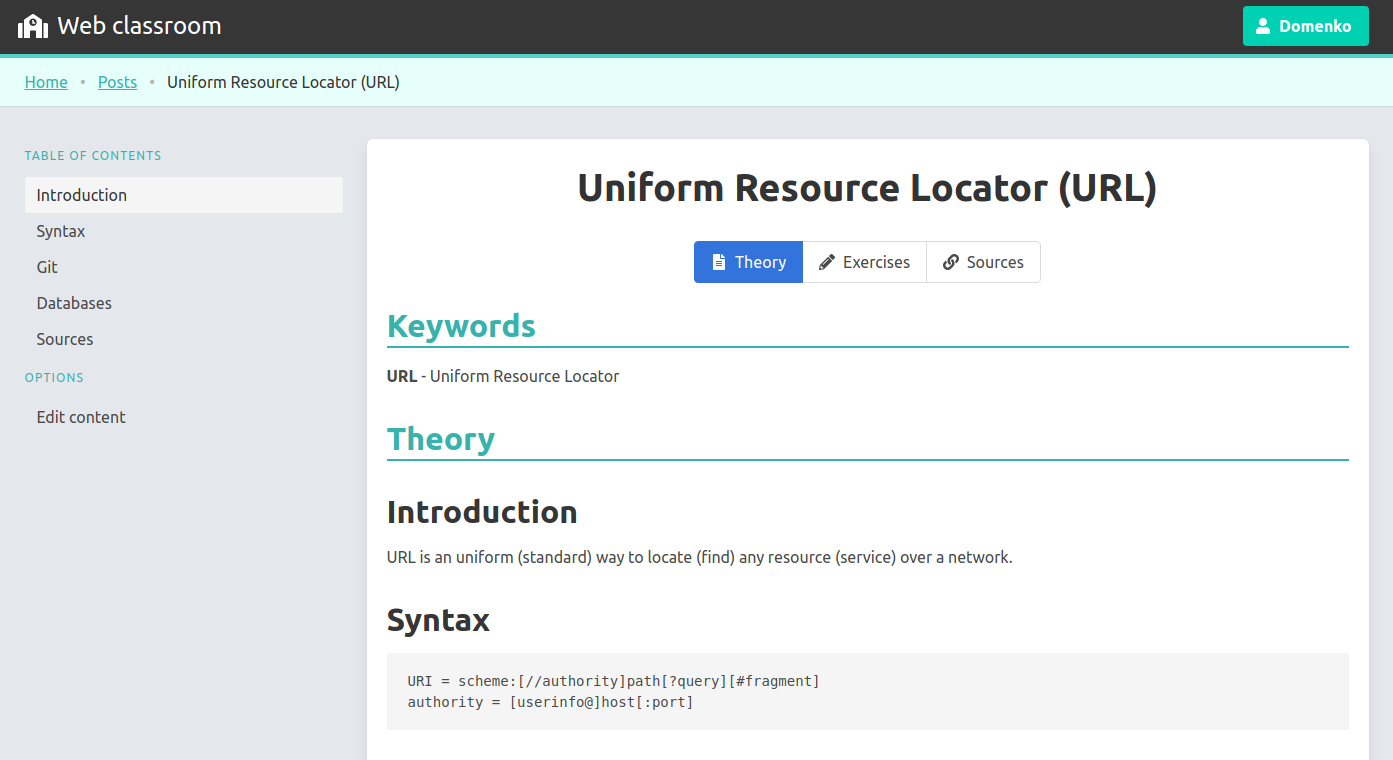 Web classroom
Domenko
Home • Posts • Uniform Resource Locator (URL)
TABLE OF CONTENTS
Introduction
Syntax
Git
Databases
Sources
OPTIONS
Edit content
Uniform Resource Locator (URL)
Theory Exercises Sources
Keywords
URL - Uniform Resource Locator
Theory
Introduction
URL is an uniform (standard) way to locate (find) any resource (service) over a network.
Syntax
URI = scheme:[//authority]path[?query][#fragment]
authority = [userinfo@]host[:port]